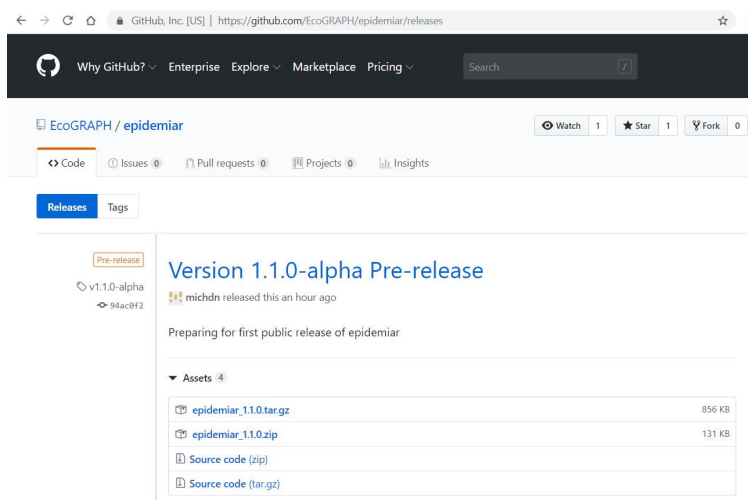 GitHub, Inc. [US] | https://github.com/EcoGRAPH/epidemiar/releases
Why GitHub? Enterprise Explore Marketplace Pricing Search /
EcoGRAPH / epidemiar Watch 1 Star 1 Fork 0
Code Issues 0 Pull requests 0 Projects 0 Insights
Releases Tags
Pre-release
Version 1.1.0-alpha Pre-release
v1.1.0-alpha
michdn released this an hour ago
94ac0f2
Preparing for first public release of epidemiar
Assets 4
epidemiar_1.1.0.tar.gz 856 KB
epidemiar_1.1.0.zip 131 KB
Source code (zip)
Source code (tar.gz)